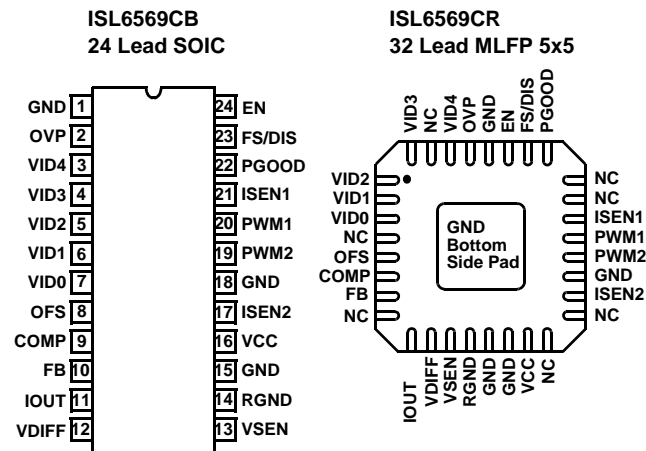 ISL6569CB
24 Lead SOIC
GND 1
OVP 2
VID4 3
VID3 4
VID2 5
VID1 6
VID0 7
OFS 8
COMP 9
FB 10
IOUT 11
VDIFF 12
24 EN
23 FS/DIS
22 PGOOD
21 ISEN1
20 PWM1
19 PWM2
18 GND
17 ISEN2
16 VCC
15 GND
14 RGND
13 VSEN
ISL6569CR
32 Lead MLFP 5x5
VID3
NC
VID4
OVP
GND
EN
FS/DIS
PGOOD
VID2
VID1
VID0
NC
OFS
COMP
FB
NC
GND
Bottom
Side Pad
NC
NC
ISEN1
PWM1
PWM2
GND
ISEN2
NC
IOUT
VDIFF
VSEN
RGND
GND
GND
VCC
NC